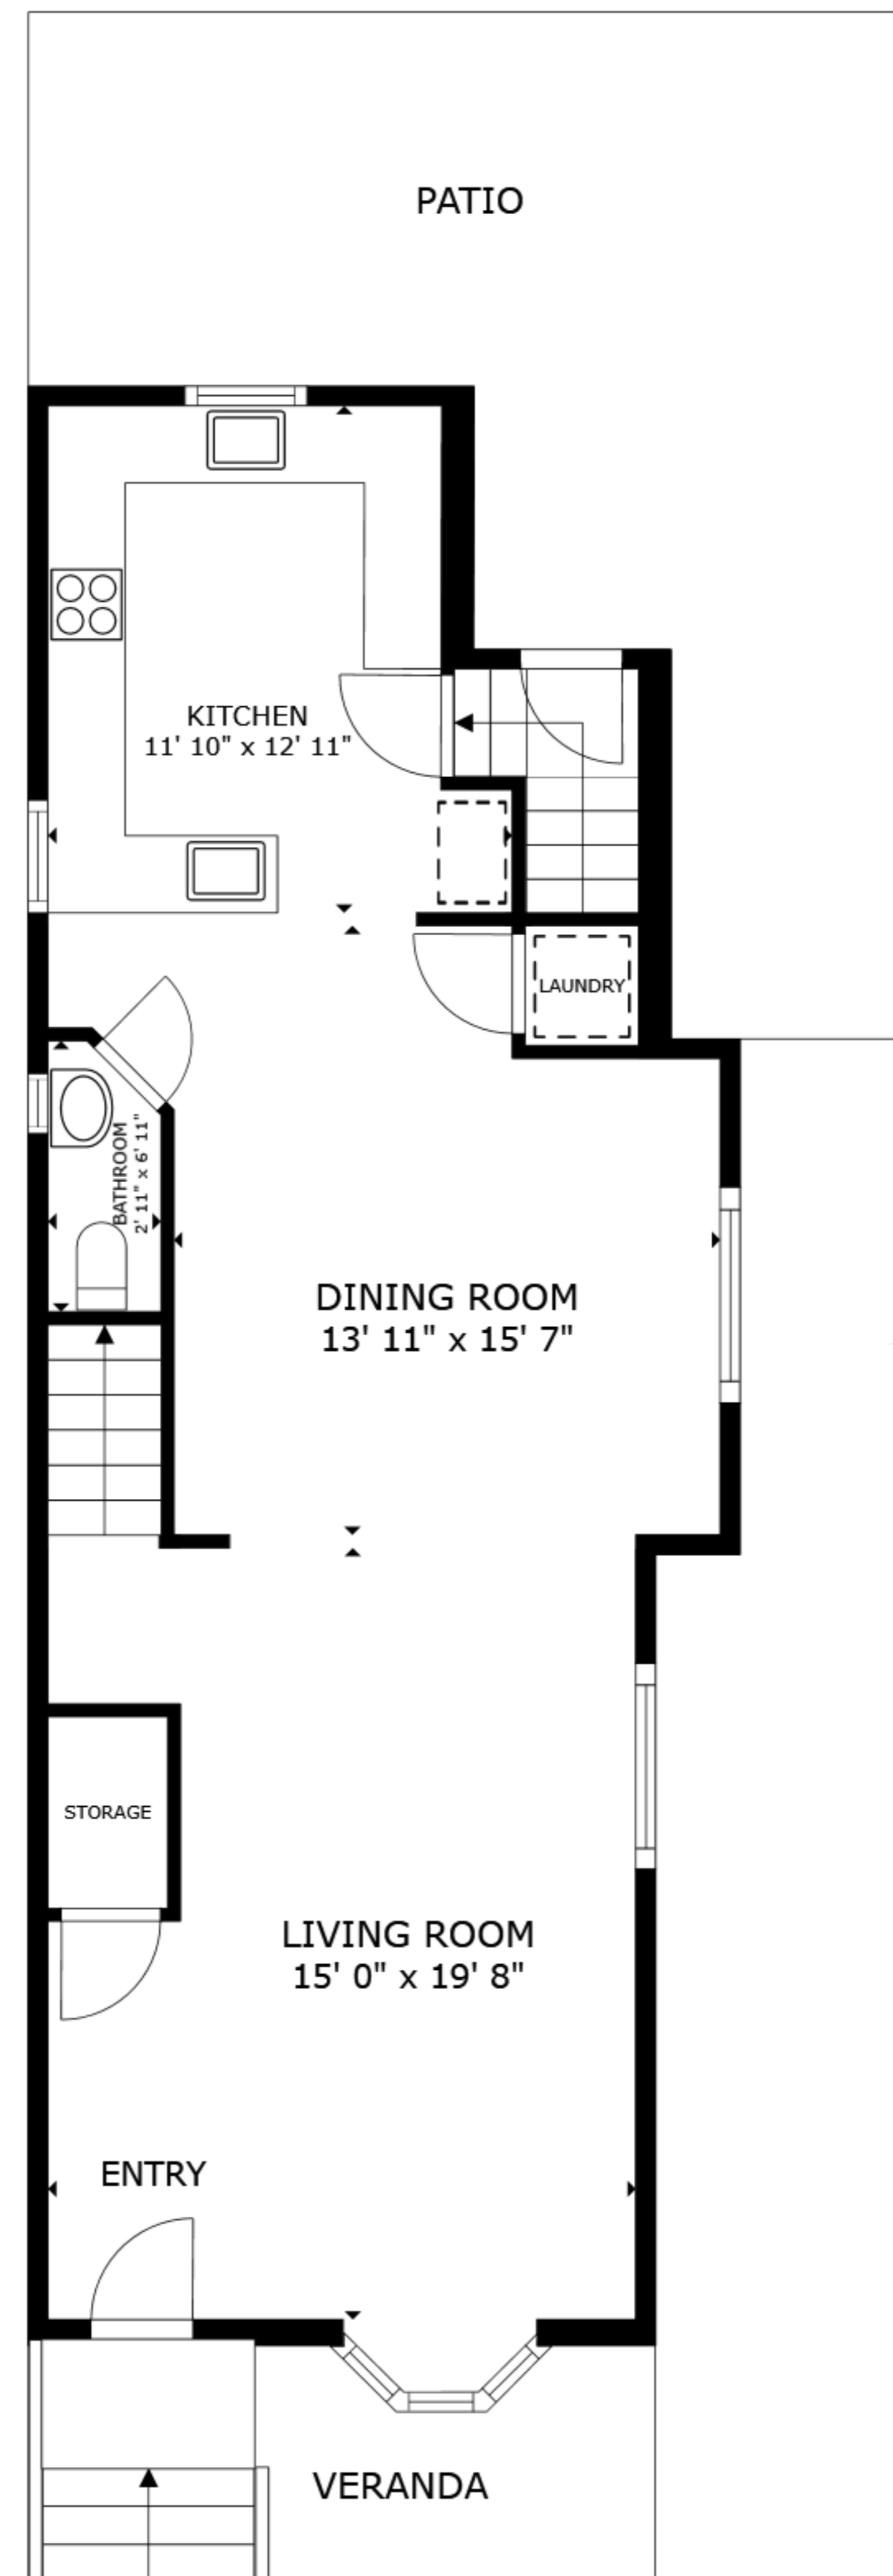 PATIO
KITCHEN
11' 10" x 12' 11"
LAUNDRY
BATHROOM
2' 11" x 6' 11"
DINING ROOM
13' 11" x 15' 7"
STORAGE
LIVING ROOM
15' 0" x 19' 8"
ENTRY
VERANDA